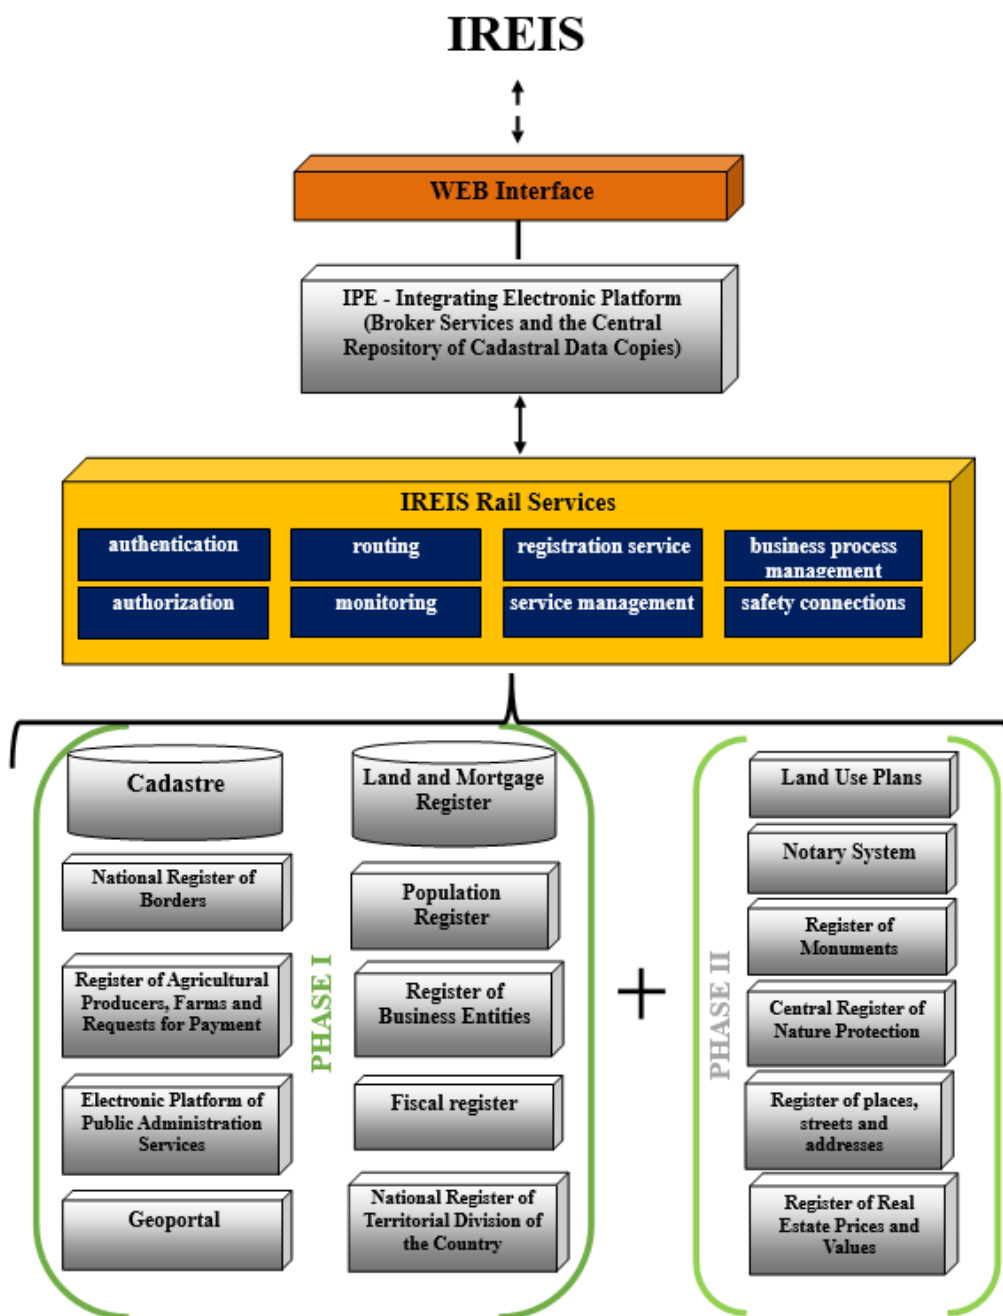 IREIS
WEB Interface
IPE - Integrating Electronic Platform
(Broker Services and the Central
Repository of Cadastral Data Copies)
IREIS Rail Services
authentication
routing
registration service
business process
management
authorization
monitoring
service management
safety connections
Cadastre
National Register of
Borders
Register of Agricultural
Producers, Farms and
Requests for Payment
Electronic Platform of
Public Administration
Services
Geoportal
PHASE I
Land and Mortgage
Register
Population
Register
Register of
Business Entities
Fiscal register
National Register of
Territorial Division of
the Country
+
PHASE II
Land Use Plans
Notary System
Register of
Monuments
Central Register of
Nature Protection
Register of places,
streets and
addresses
Register of Real
Estate Prices and
Values